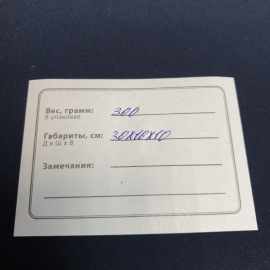 Вес, грамм: 300
В упаковке
Габариты, см: 30х10х10
Д х Ш х В
Замечания: